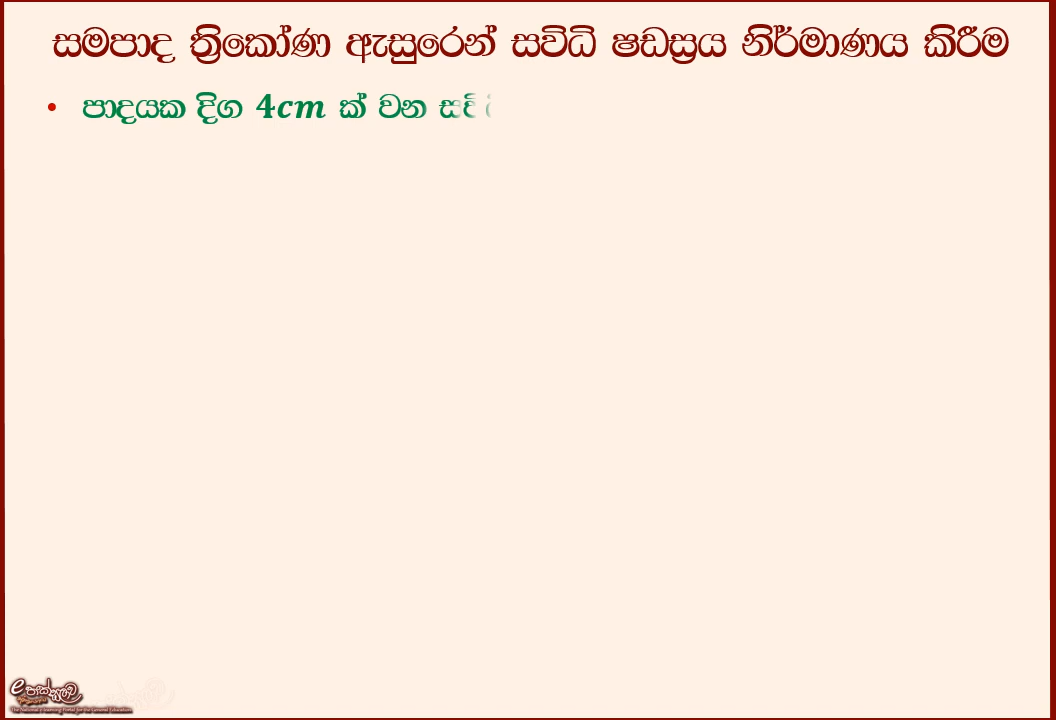 සමපාද ත්‍රිකෝණ ඇසුරෙන් සවිධි ෂඩස්‍රය නිර්මාණය කිරීම
• පාදයක දිග 4cm ක් වන